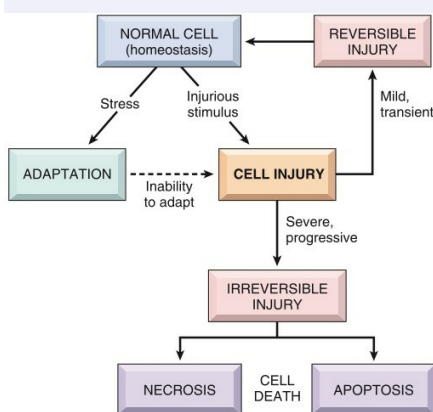 NORMAL CELL
(homeostasis)
REVERSIBLE
INJURY
Stress
Injurious
stimulus
Mild,
transient
ADAPTATION
Inability
to adapt
CELL INJURY
Severe,
progressive
IRREVERSIBLE
INJURY
NECROSIS
CELL
DEATH
APOPTOSIS